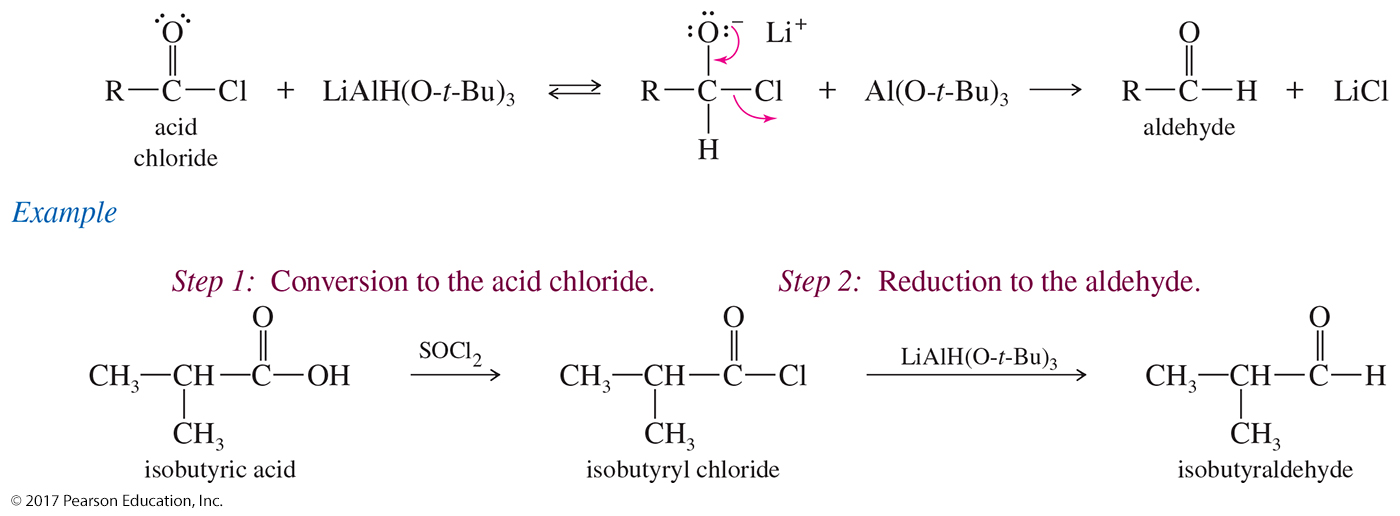 :O: :Ö:⁻ Li⁺ O
R—C—Cl + LiAlH(O-t-Bu)₃ ⇌ R—C—Cl + Al(O-t-Bu)₃ → R—C—H + LiCl
acid aldehyde
chloride H
Example
Step 1: Conversion to the acid chloride. Step 2: Reduction to the aldehyde.
O O O
CH₃—CH—C—OH SOCl₂ CH₃—CH—C—Cl LiAlH(O-t-Bu)₃ CH₃—CH—C—H
CH₃ CH₃ CH₃
isobutyric acid isobutyryl chloride isobutyraldehyde
© 2017 Pearson Education, Inc.